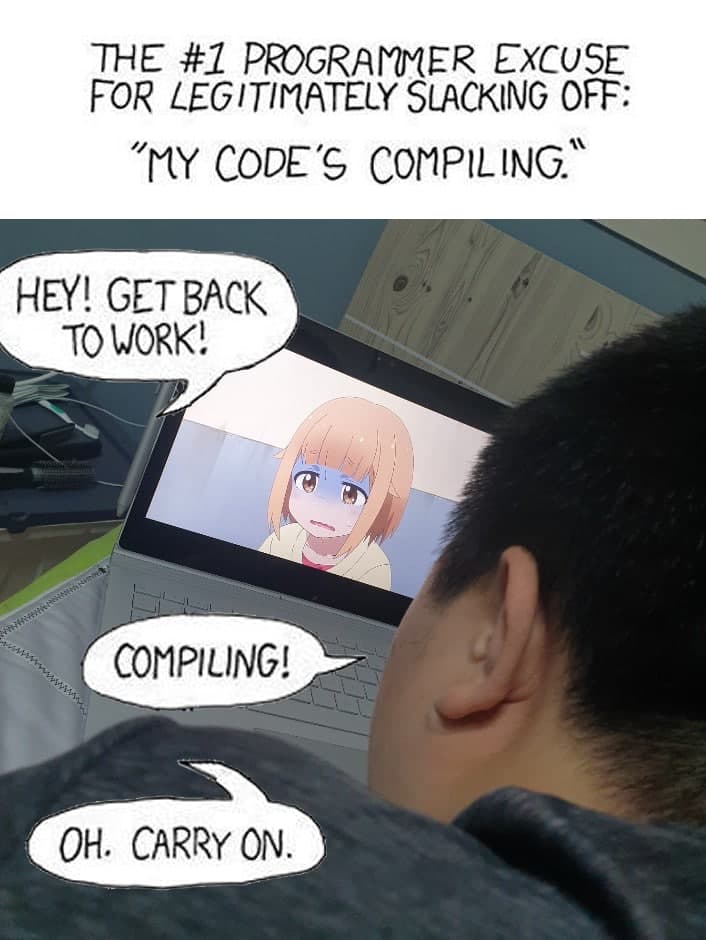 THE #1 PROGRAMMER EXCUSE
FOR LEGITIMATELY SLACKING OFF:
"MY CODE'S COMPILING."
HEY! GET BACK
TO WORK!
COMPILING!
OH. CARRY ON.